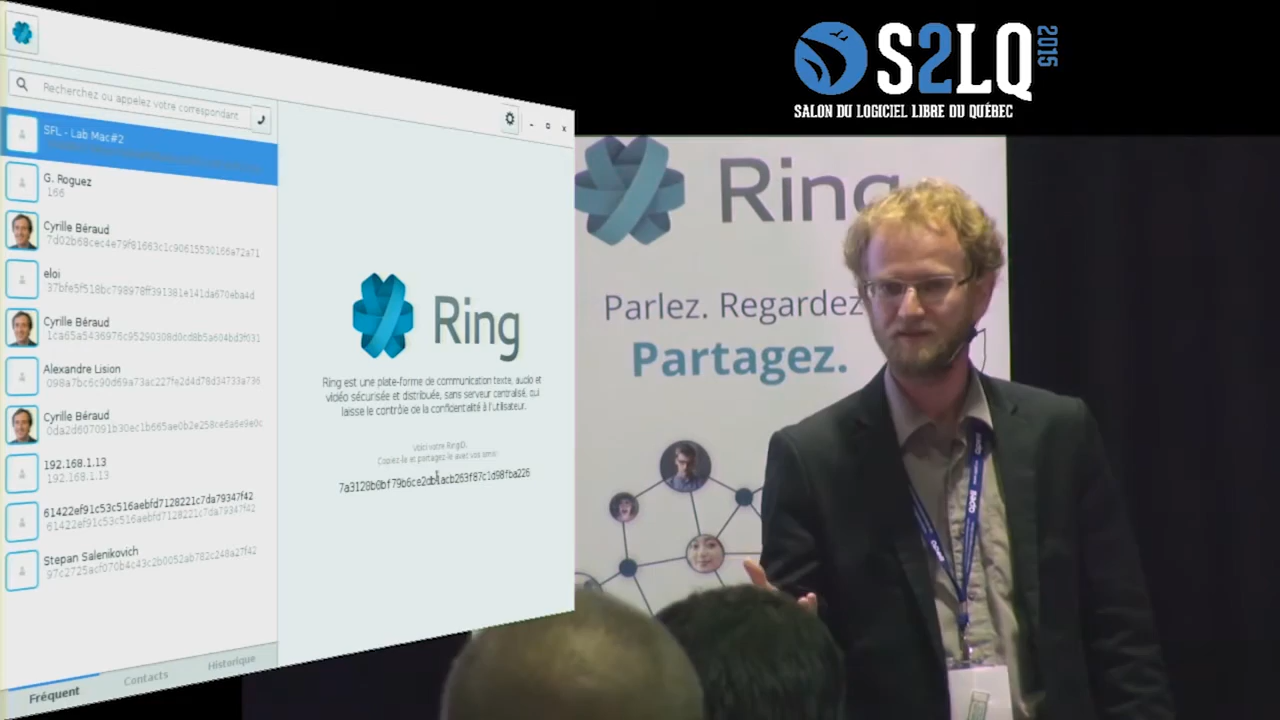 S2LQ 2015
SALON DU LOGICIEL LIBRE DU QUÉBEC
Recherchez ou appelez votre correspondant
SFL - Lab Mac#2
G. Roguez
166
Cyrille Béraud
7d02b68cec4e79f81663c1c90615530166a72a71
eloi
37bfe5f518bc798978ff391381e141da670eba4d
Cyrille Béraud
1ca65a5436976c95290308d0cd8b5a604bd3f031
Alexandre Lision
098a7bc6c90d69a73ac227fe2d4d78d34733a736
Cyrille Béraud
0da2d607091b30ec1b665ae0b2e258ce6a6e9e0c
192.168.1.13
192.168.1.13
61422ef91c53c516aebfd7128221c7da79347f42
61422ef91c53c516aebfd7128221c7da79347f42
Stepan Salenikovich
97c2725acf070b4c43c2b0052ab782c248a27f42
Fréquent
Contacts
Historique
Ring
Ring est une plate-forme de communication texte, audio et
vidéo sécurisée et distribuée, sans serveur centralisé, qui
laisse le contrôle de la confidentialité à l'utilisateur.
Voici votre RingID.
Copiez-le et partagez-le avec vos amis!
Ring
Parlez. Regardez
Partagez.